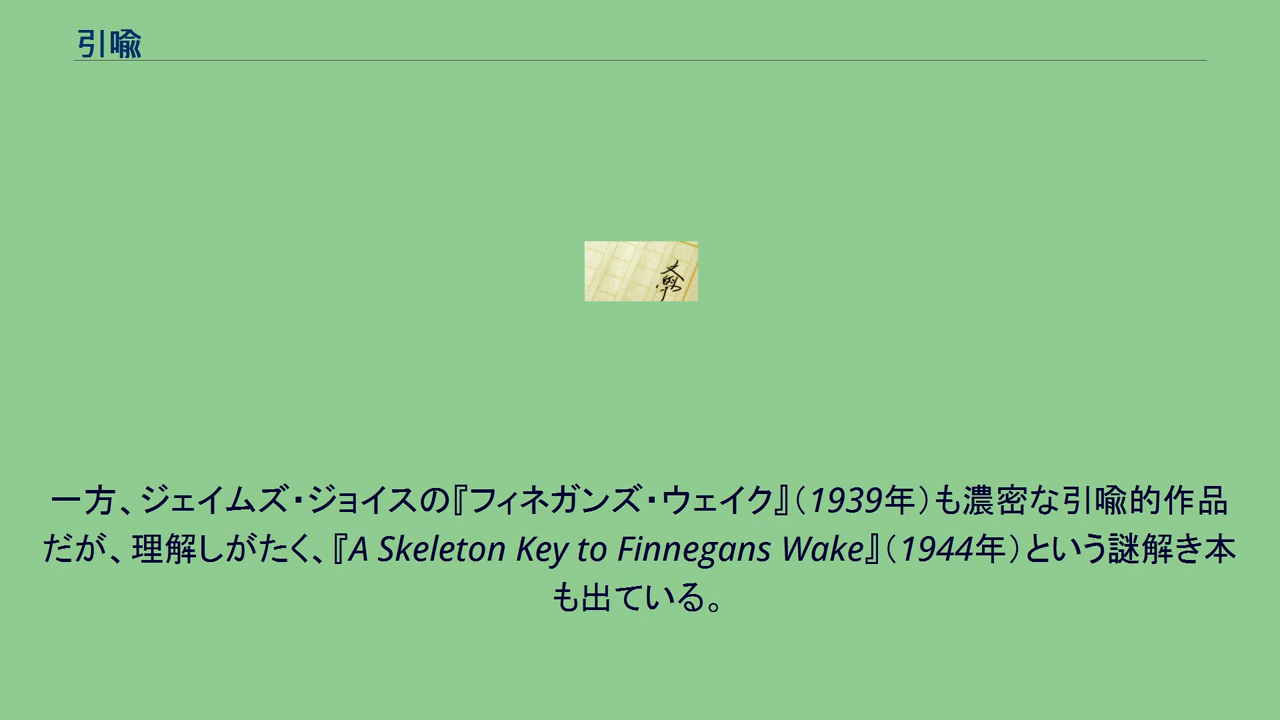 引喩
一方、ジェイムズ・ジョイスの『フィネガンズ・ウェイク』（1939年）も濃密な引喩的作品
だが、理解しがたく、『A Skeleton Key to Finnegans Wake』（1944年）という謎解き本
も出ている。